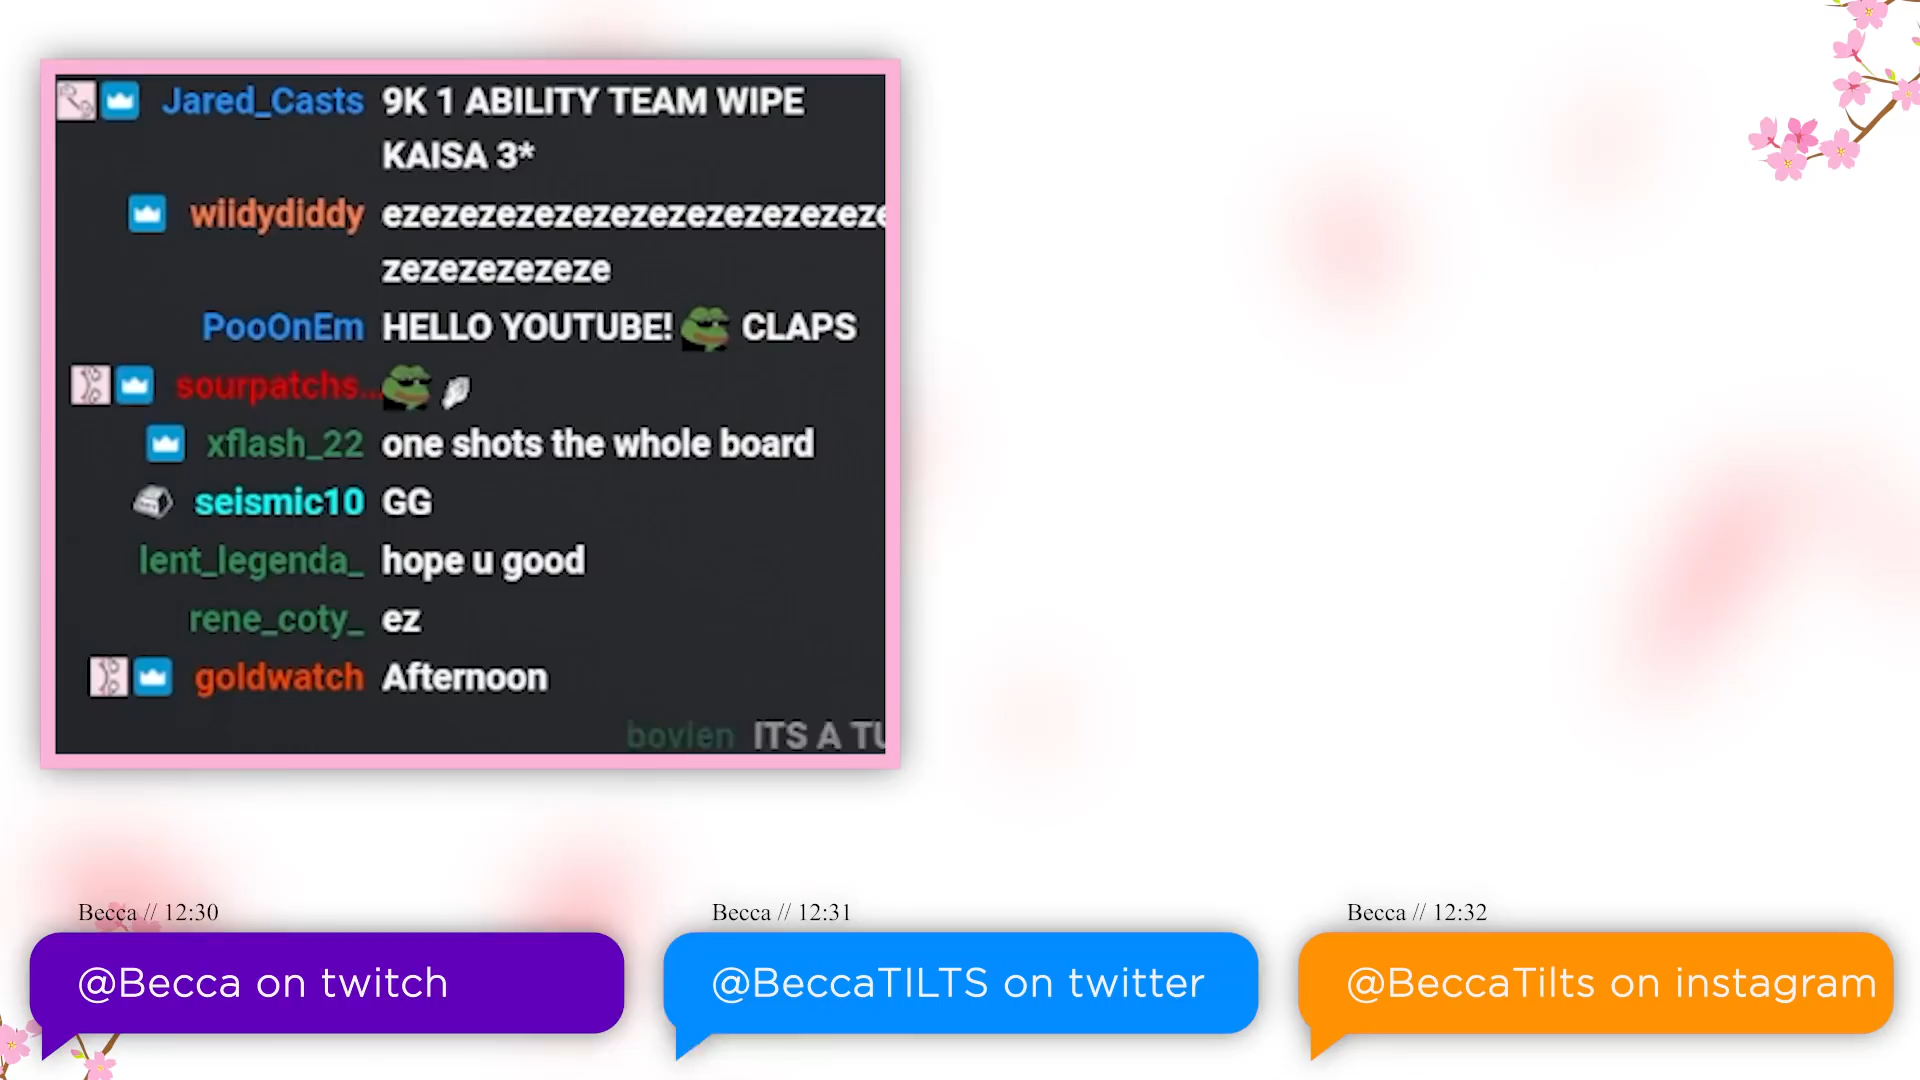 Jared_Casts 9K 1 ABILITY TEAM WIPE
KAISA 3*
wiidydiddy ezezezezezezezezezezezeze
zezezezezeze
PooOnEm HELLO YOUTUBE! CLAPS
sourpatchs...
xflash_22 one shots the whole board
seismic10 GG
lent_legenda_ hope u good
rene_coty_ ez
goldwatch Afternoon
bovien ITS A TU
Becca // 12:30
@Becca on twitch
Becca // 12:31
@BeccaTILTS on twitter
Becca // 12:32
@BeccaTilts on instagram